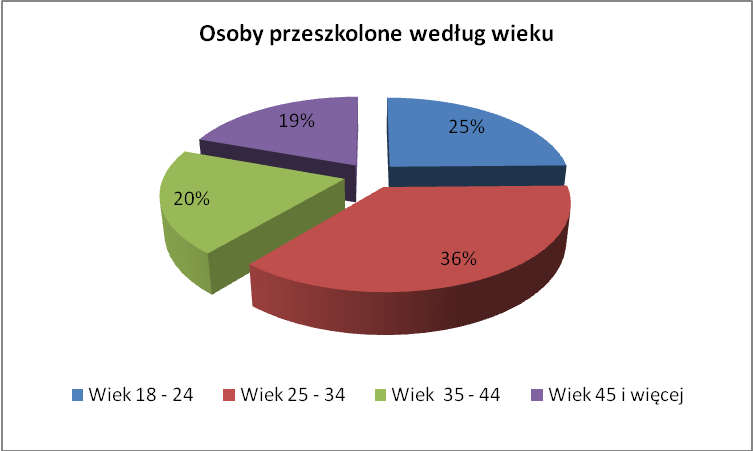 Osoby przeszkolone według wieku
19%
25%
20%
36%
Wiek 18 - 24 Wiek 25 - 34 Wiek  35 - 44 Wiek 45 i więcej